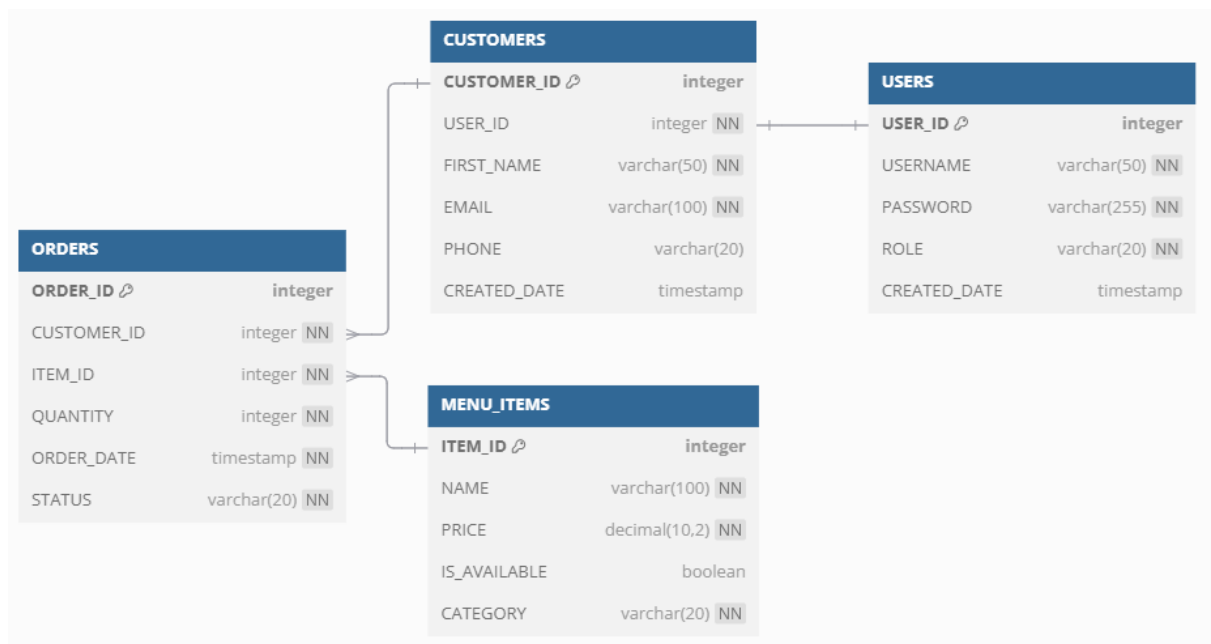 CUSTOMERS
CUSTOMER_ID integer
USER_ID integer NN
FIRST_NAME varchar(50) NN
EMAIL varchar(100) NN
PHONE varchar(20)
CREATED_DATE timestamp
USERS
USER_ID integer
USERNAME varchar(50) NN
PASSWORD varchar(255) NN
ROLE varchar(20) NN
CREATED_DATE timestamp
ORDERS
ORDER_ID integer
CUSTOMER_ID integer NN
ITEM_ID integer NN
QUANTITY integer NN
ORDER_DATE timestamp NN
STATUS varchar(20) NN
MENU_ITEMS
ITEM_ID integer
NAME varchar(100) NN
PRICE decimal(10,2) NN
IS_AVAILABLE boolean
CATEGORY varchar(20) NN